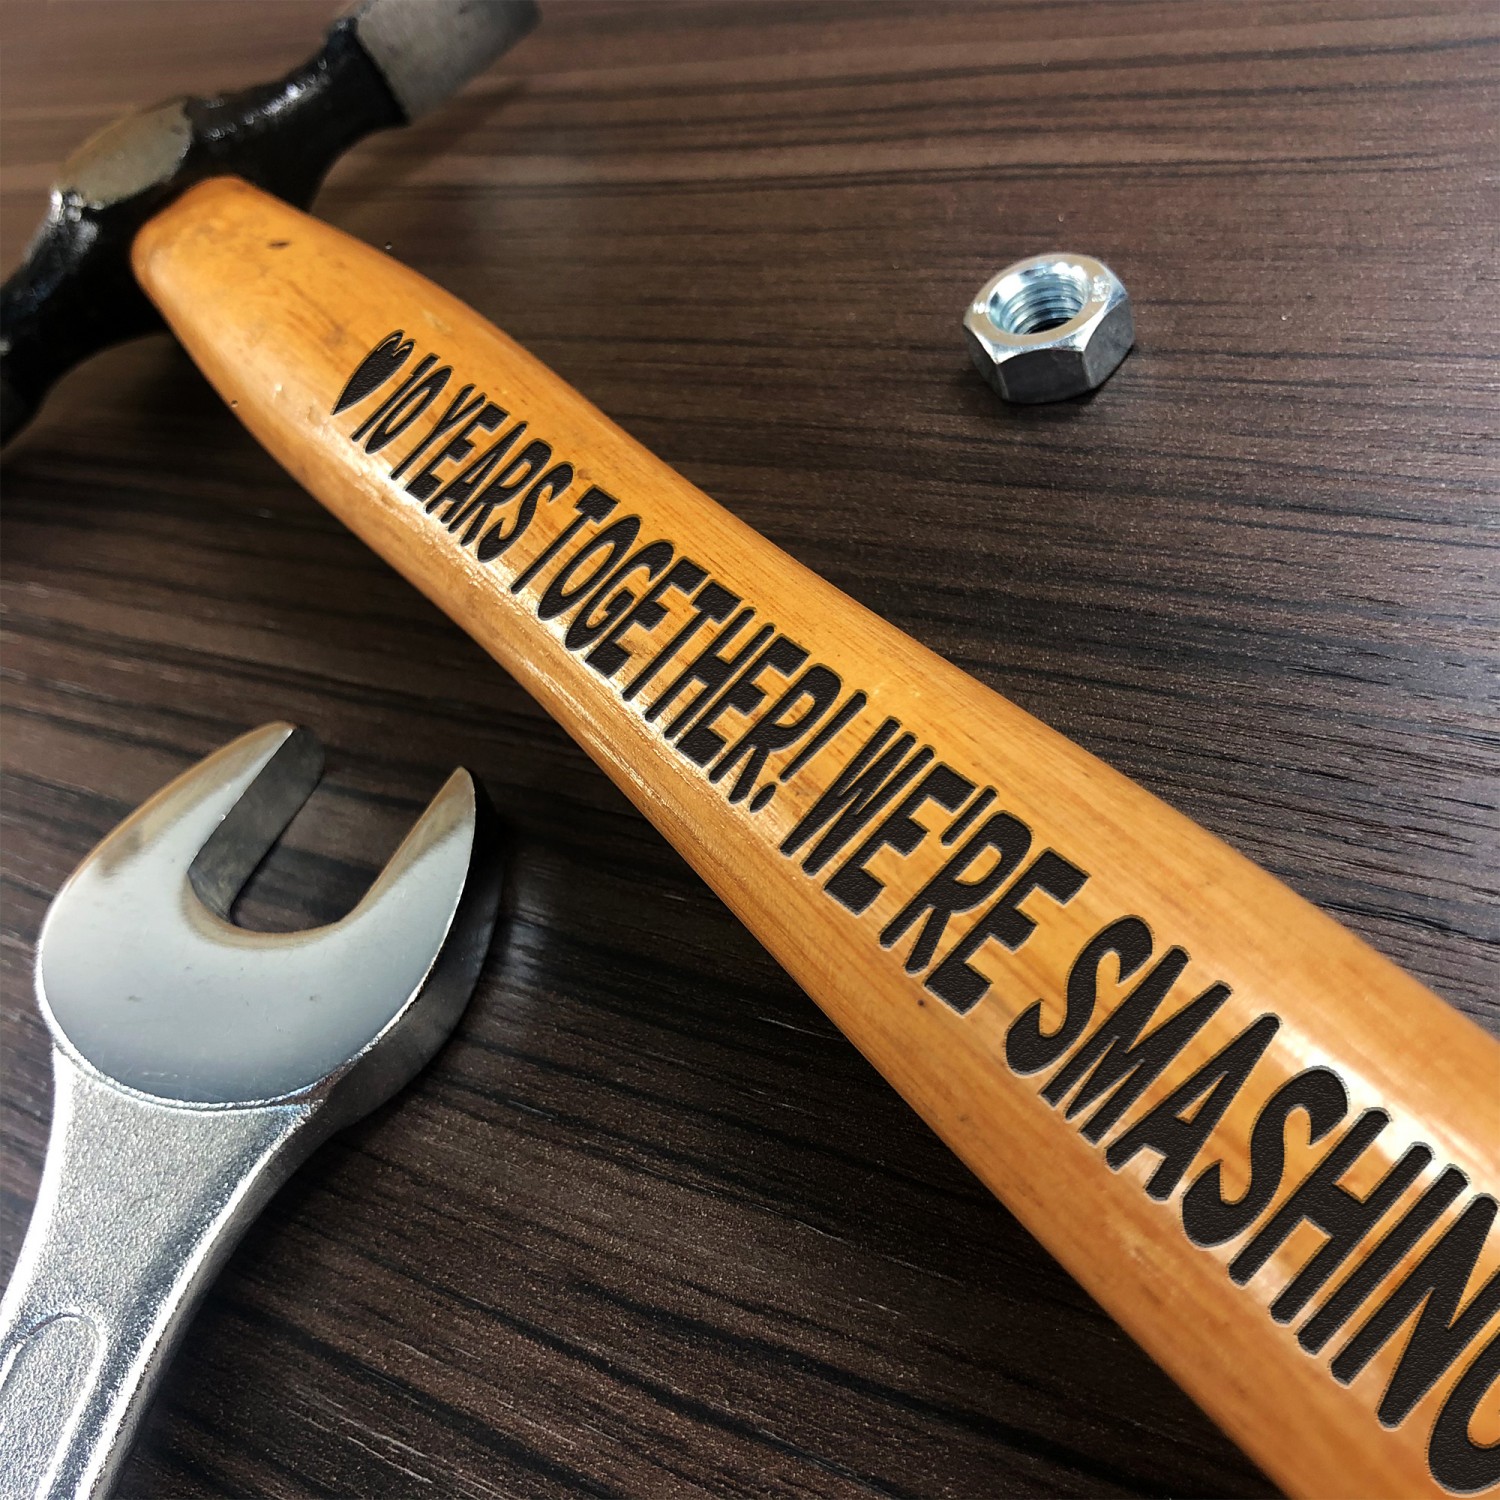 ♥ 10 YEARS TOGETHER! WE'RE SMASHING